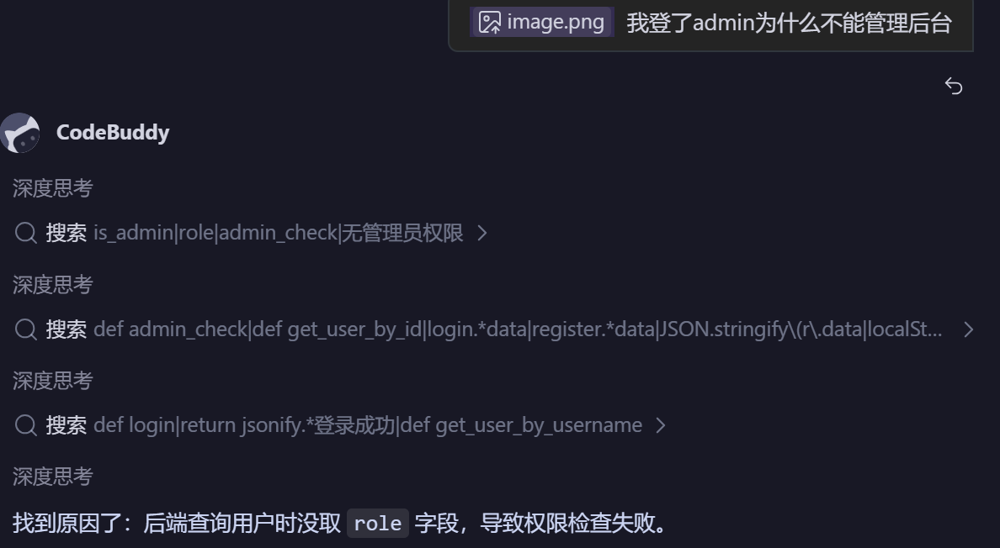 image.png 我登了admin为什么不能管理后台
CodeBuddy
深度思考
搜索 is_admin|role|admin_check|无管理员权限
深度思考
搜索 def admin_check|def get_user_by_id|login.*data|register.*data|JSON.stringify\(r\.data|localSt...
深度思考
搜索 def login|return jsonify.*登录成功|def get_user_by_username
深度思考
找到原因了：后端查询用户时没取 role 字段，导致权限检查失败。